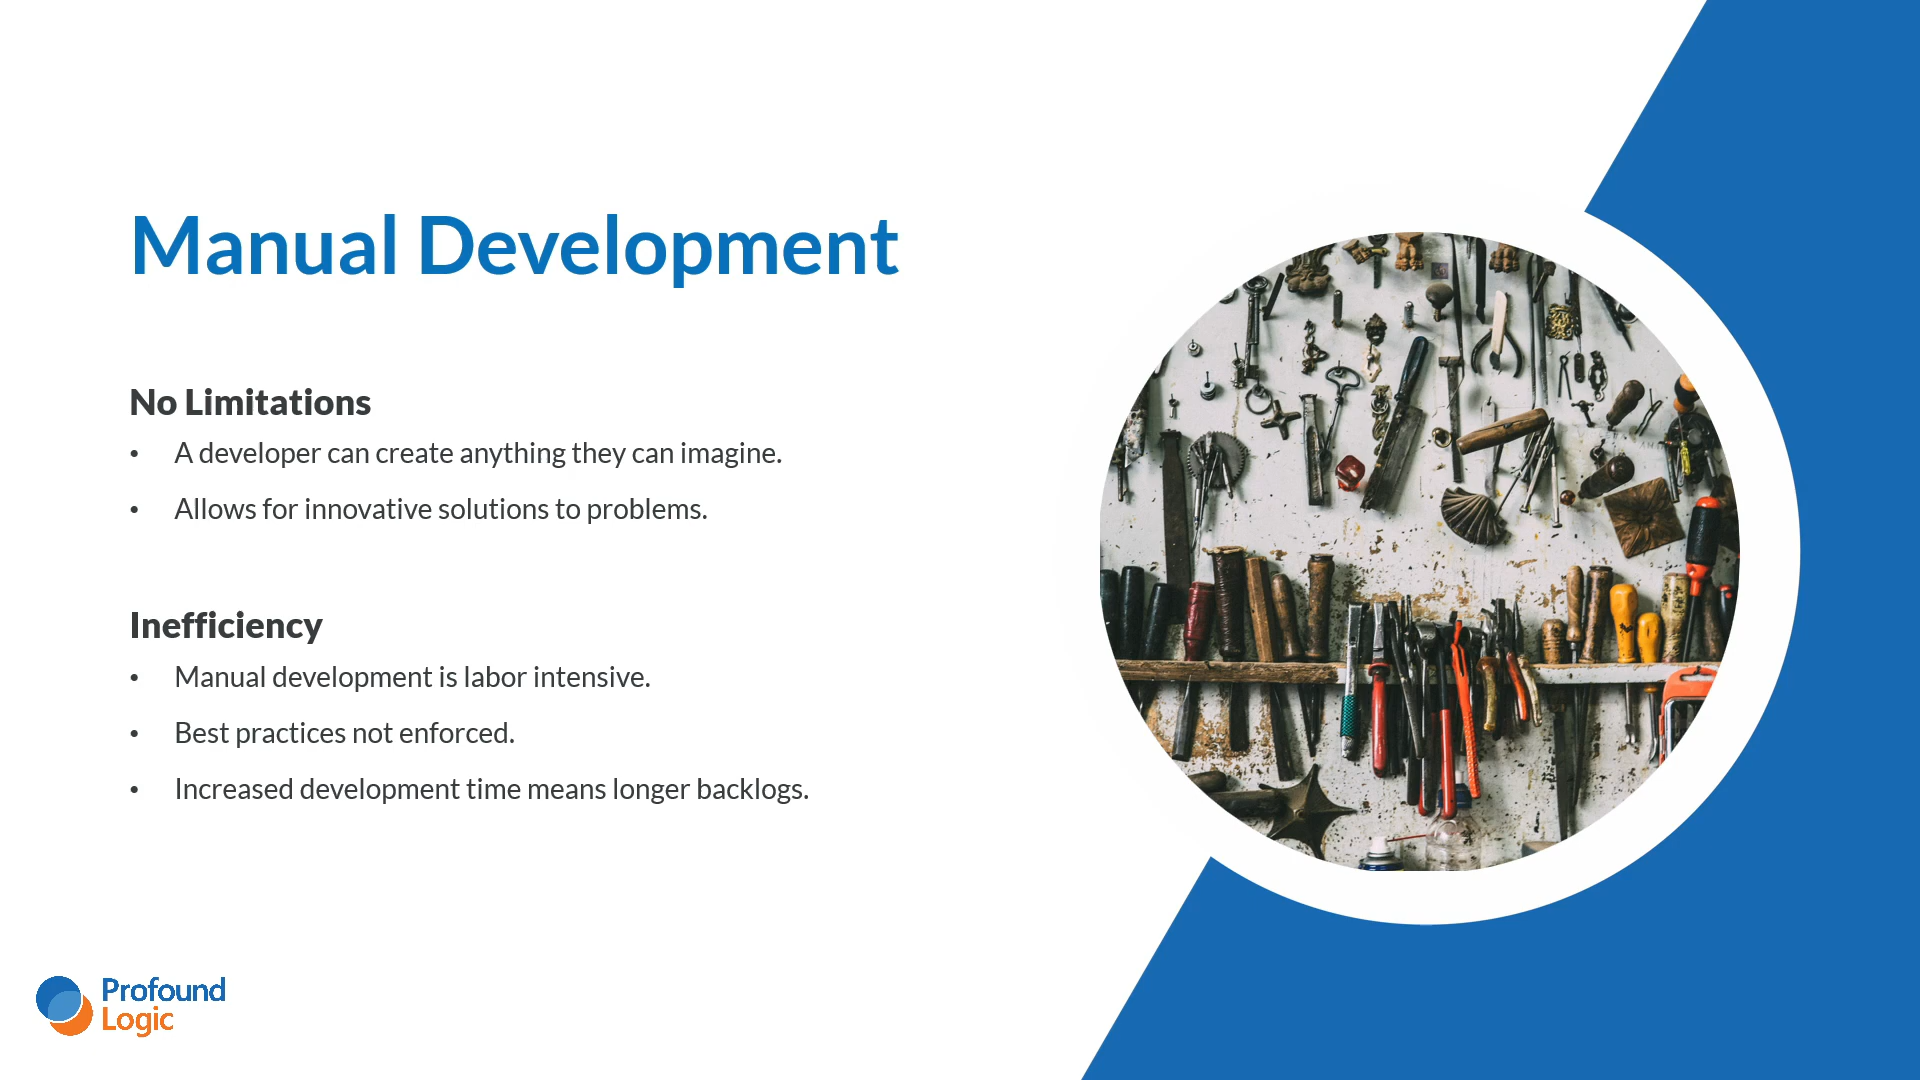 Manual Development
No Limitations
• A developer can create anything they can imagine.
• Allows for innovative solutions to problems.
Inefficiency
• Manual development is labor intensive.
• Best practices not enforced.
• Increased development time means longer backlogs.
Profound
Logic